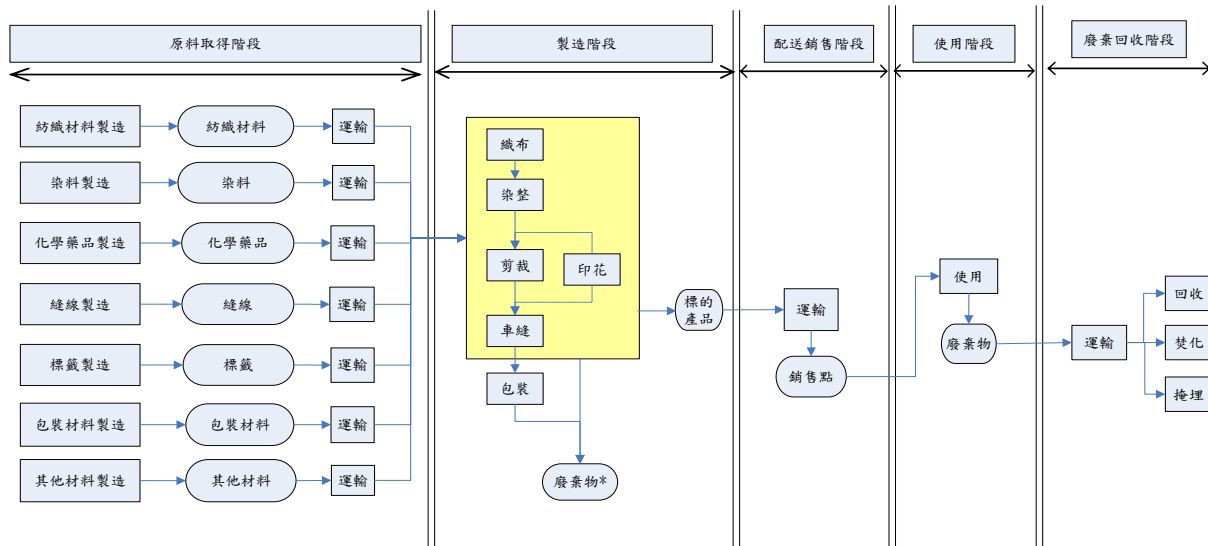 原料取得階段
製造階段
配送銷售階段
使用階段
廢棄回收階段
紡織材料製造
紡織材料
運輸
染料製造
染料
運輸
化學藥品製造
化學藥品
運輸
縫線製造
縫線
運輸
標籤製造
標籤
運輸
包裝材料製造
包裝材料
運輸
其他材料製造
其他材料
運輸
織布
染整
剪裁
印花
車縫
包裝
廢棄物*
標的
產品
運輸
銷售點
使用
廢棄物
運輸
回收
焚化
掩埋